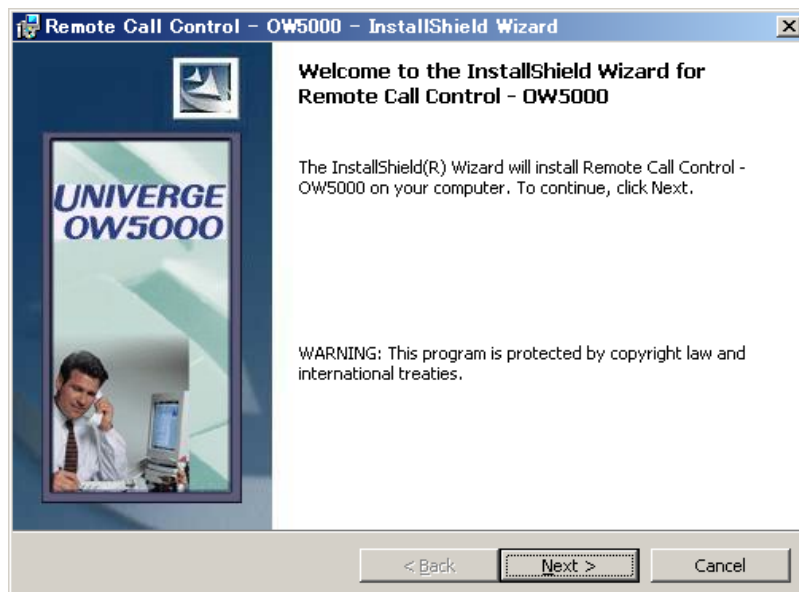 Remote Call Control - OW5000 - InstallShield Wizard
Welcome to the InstallShield Wizard for
Remote Call Control - OW5000
UNIVERGE
OW5000
The InstallShield(R) Wizard will install Remote Call Control -
OW5000 on your computer. To continue, click Next.
WARNING: This program is protected by copyright law and
international treaties.
< Back
Next >
Cancel